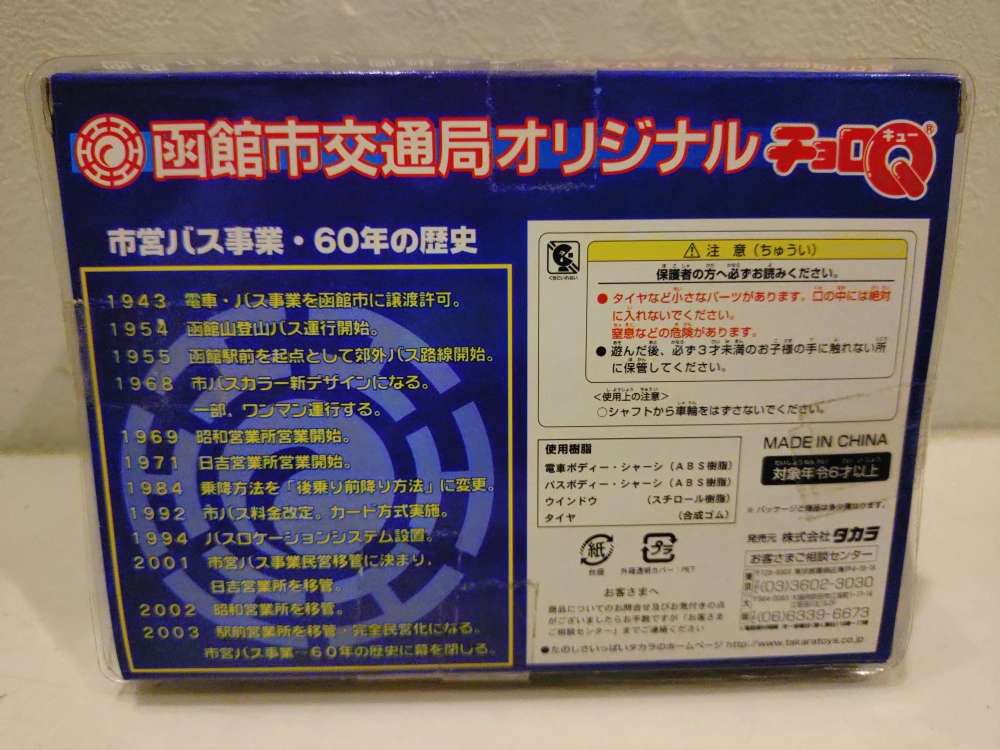 函館市交通局オリジナル チョロQ キュー ®
市営バス事業・60年の歴史
1943 電車・バス事業を函館市に譲渡許可。
1954 函館山登山バス運行開始。
1955 函館駅前を起点として郊外バス路線開始。
1968 市バスカラー新デザインになる。
一部、ワンマン運行する。
1969 昭和営業所営業開始。
1971 日吉営業所営業開始。
1984 乗降方法を「後乗り前降り方法」に変更。
1992 市バス料金改定。カード方式実施。
1994 バスロケーションシステム設置。
2001 市営バス事業民営移管に決まり、
日吉営業所を移管。
2002 昭和営業所を移管。
2003 駅前営業所を移管・完全民営化になる。
市営バス事業〜60年の歴史に幕を閉じる。
くちにいれない
⚠ 注 意(ちゅうい)
保護者の方へ必ずお読みください。
●タイヤなど小さなパーツがあります。口の中には絶対
に入れないでください。
窒息などの危険があります。
●遊んだ後、必ず3才未満のお子様の手に触れない所
に保管してください。
<使用上の注意>
○シャフトから車輪をはずさないでください。
使用樹脂
電車ボディー・シャーシ(ABS樹脂)
バスボディー・シャーシ(ABS樹脂)
ウインドウ (スチロール樹脂)
タイヤ (合成ゴム)
MADE IN CHINA
対象年令6才以上
※ パッケージと商品は多少異なります。
紙
台座
プラ
外箱透明カバー:PET
発売元 株式会社 タカラ
お客さまご相談センター
(03)3602-3030
(06)6339-6673
お客さまへ
商品についてのお問合せ及びお気付きの点
がございましたらお手数ですが「お客さま
ご相談センター」までご連絡ください
●たのしさいっぱいタカラのホームページ http://www.takaratoys.co.jp